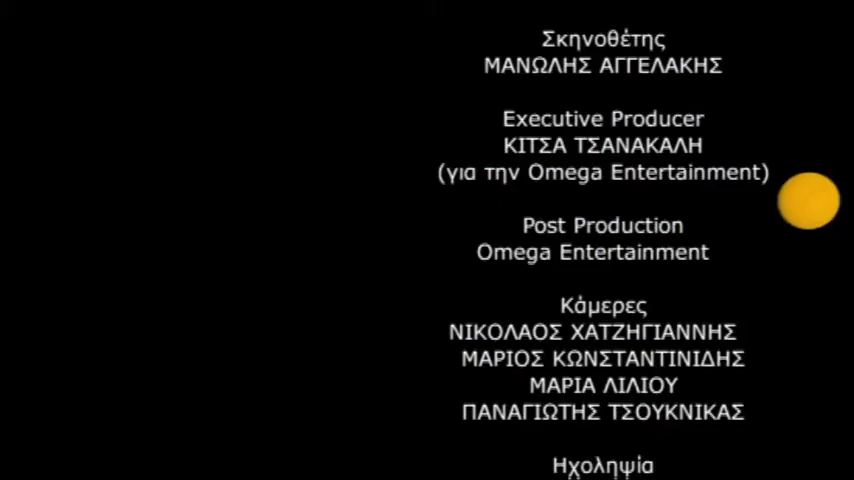 Σκηνοθέτης
ΜΑΝΩΛΗΣ ΑΓΓΕΛΑΚΗΣ
Executive Producer
ΚΙΤΣΑ ΤΣΑΝΑΚΑΛΗ
(για την Omega Entertainment)
Post Production
Omega Entertainment
Κάμερες
ΝΙΚΟΛΑΟΣ ΧΑΤΖΗΓΙΑΝΝΗΣ
ΜΑΡΙΟΣ ΚΩΝΣΤΑΝΤΙΝΙΔΗΣ
ΜΑΡΙΑ ΛΙΛΙΟΥ
ΠΑΝΑΓΙΩΤΗΣ ΤΣΟΥΚΝΙΚΑΣ
Ηχοληψία